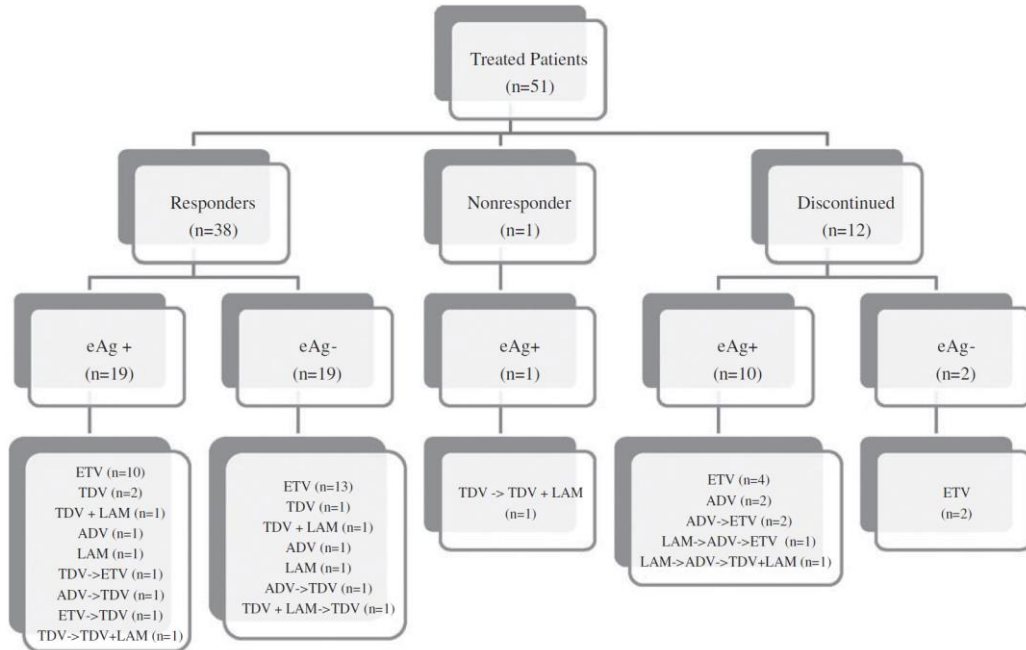 Treated Patients
(n=51)
Responders
(n=38)
Nonresponder
(n=1)
Discontinued
(n=12)
eAg +
(n=19)
eAg-
(n=19)
eAg+
(n=1)
eAg+
(n=10)
eAg-
(n=2)
ETV (n=10)
TDV (n=2)
TDV + LAM (n=1)
ADV (n=1)
LAM (n=1)
TDV->ETV (n=1)
ADV->TDV (n=1)
ETV->TDV (n=1)
TDV->TDV+LAM (n=1)
ETV (n=13)
TDV (n=1)
TDV + LAM (n=1)
ADV (n=1)
LAM (n=1)
ADV->TDV (n=1)
TDV + LAM->TDV (n=1)
TDV -> TDV + LAM
(n=1)
ETV (n=4)
ADV (n=2)
ADV->ETV (n=2)
LAM->ADV->ETV (n=1)
LAM->ADV->TDV+LAM (n=1)
ETV
(n=2)